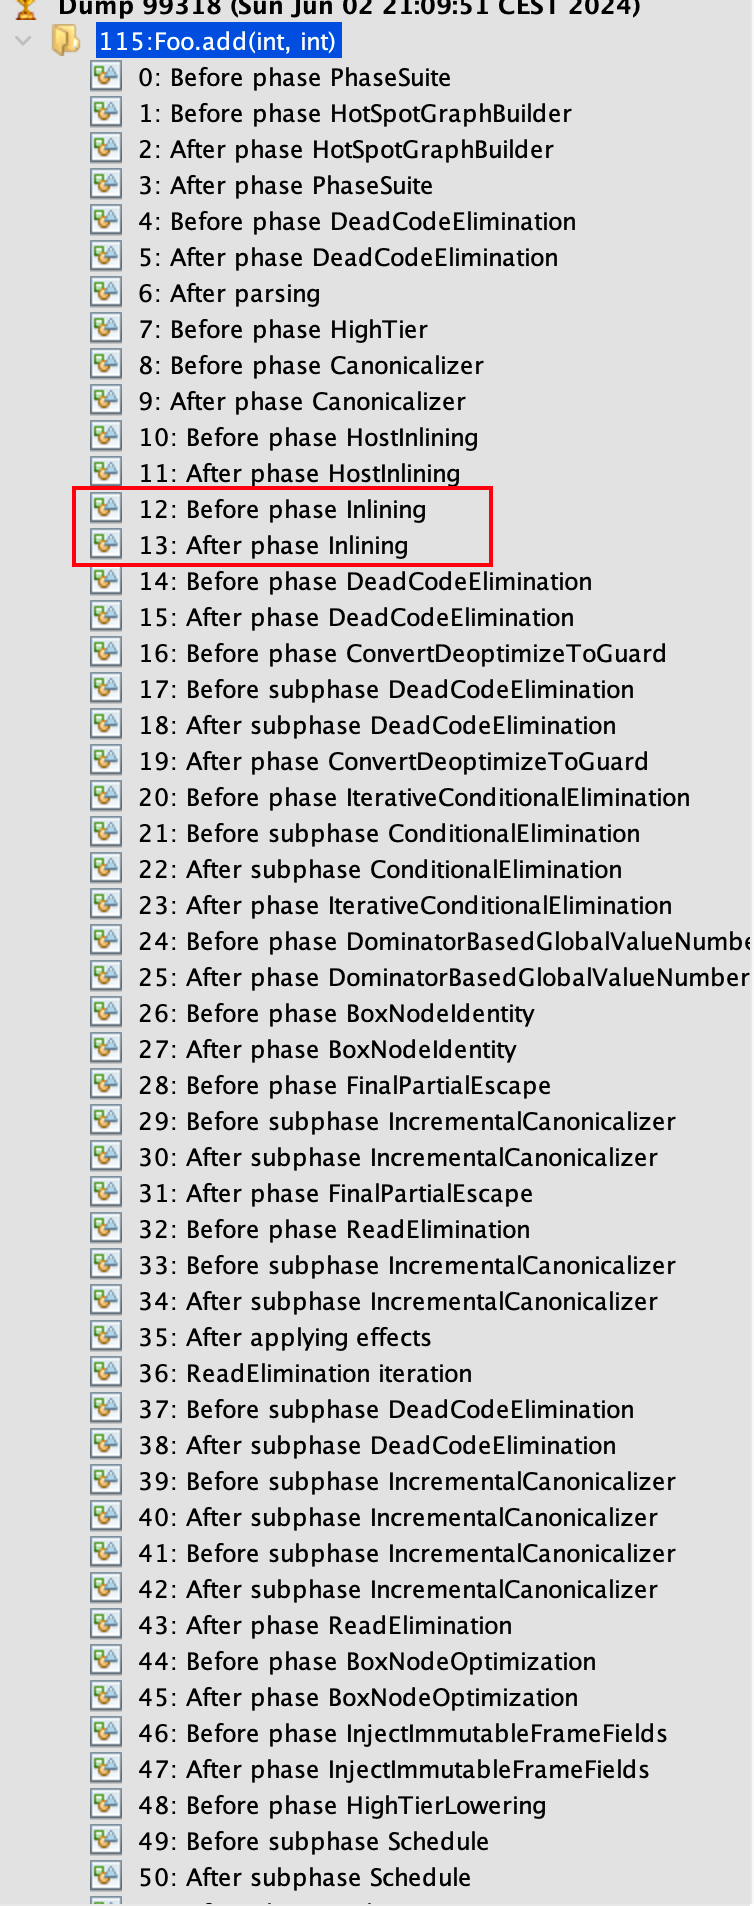 Dump 99318 (Sun Jun 02 21:09:51 CEST 2024)
115:Foo.add(int, int)
0: Before phase PhaseSuite
1: Before phase HotSpotGraphBuilder
2: After phase HotSpotGraphBuilder
3: After phase PhaseSuite
4: Before phase DeadCodeElimination
5: After phase DeadCodeElimination
6: After parsing
7: Before phase HighTier
8: Before phase Canonicalizer
9: After phase Canonicalizer
10: Before phase HostInlining
11: After phase HostInlining
12: Before phase Inlining
13: After phase Inlining
14: Before phase DeadCodeElimination
15: After phase DeadCodeElimination
16: Before phase ConvertDeoptimizeToGuard
17: Before subphase DeadCodeElimination
18: After subphase DeadCodeElimination
19: After phase ConvertDeoptimizeToGuard
20: Before phase IterativeConditionalElimination
21: Before subphase ConditionalElimination
22: After subphase ConditionalElimination
23: After phase IterativeConditionalElimination
24: Before phase DominatorBasedGlobalValueNumbe
25: After phase DominatorBasedGlobalValueNumber
26: Before phase BoxNodeIdentity
27: After phase BoxNodeIdentity
28: Before phase FinalPartialEscape
29: Before subphase IncrementalCanonicalizer
30: After subphase IncrementalCanonicalizer
31: After phase FinalPartialEscape
32: Before phase ReadElimination
33: Before subphase IncrementalCanonicalizer
34: After subphase IncrementalCanonicalizer
35: After applying effects
36: ReadElimination iteration
37: Before subphase DeadCodeElimination
38: After subphase DeadCodeElimination
39: Before subphase IncrementalCanonicalizer
40: After subphase IncrementalCanonicalizer
41: Before subphase IncrementalCanonicalizer
42: After subphase IncrementalCanonicalizer
43: After phase ReadElimination
44: Before phase BoxNodeOptimization
45: After phase BoxNodeOptimization
46: Before phase InjectImmutableFrameFields
47: After phase InjectImmutableFrameFields
48: Before phase HighTierLowering
49: Before subphase Schedule
50: After subphase Schedule